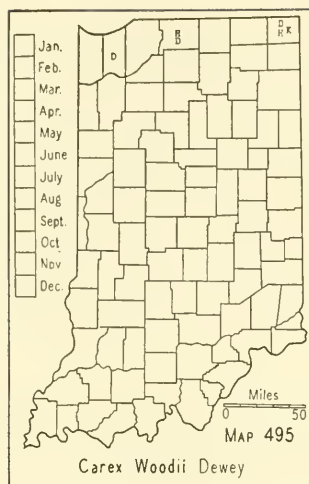 Jan.
Feb.
Mar.
Apr.
May
June
July
Aug
Sept.
Oct
Nov
Dec.
D
D
D
H K
Miles
0 50
MAP 495
Carex Woodii Dewey